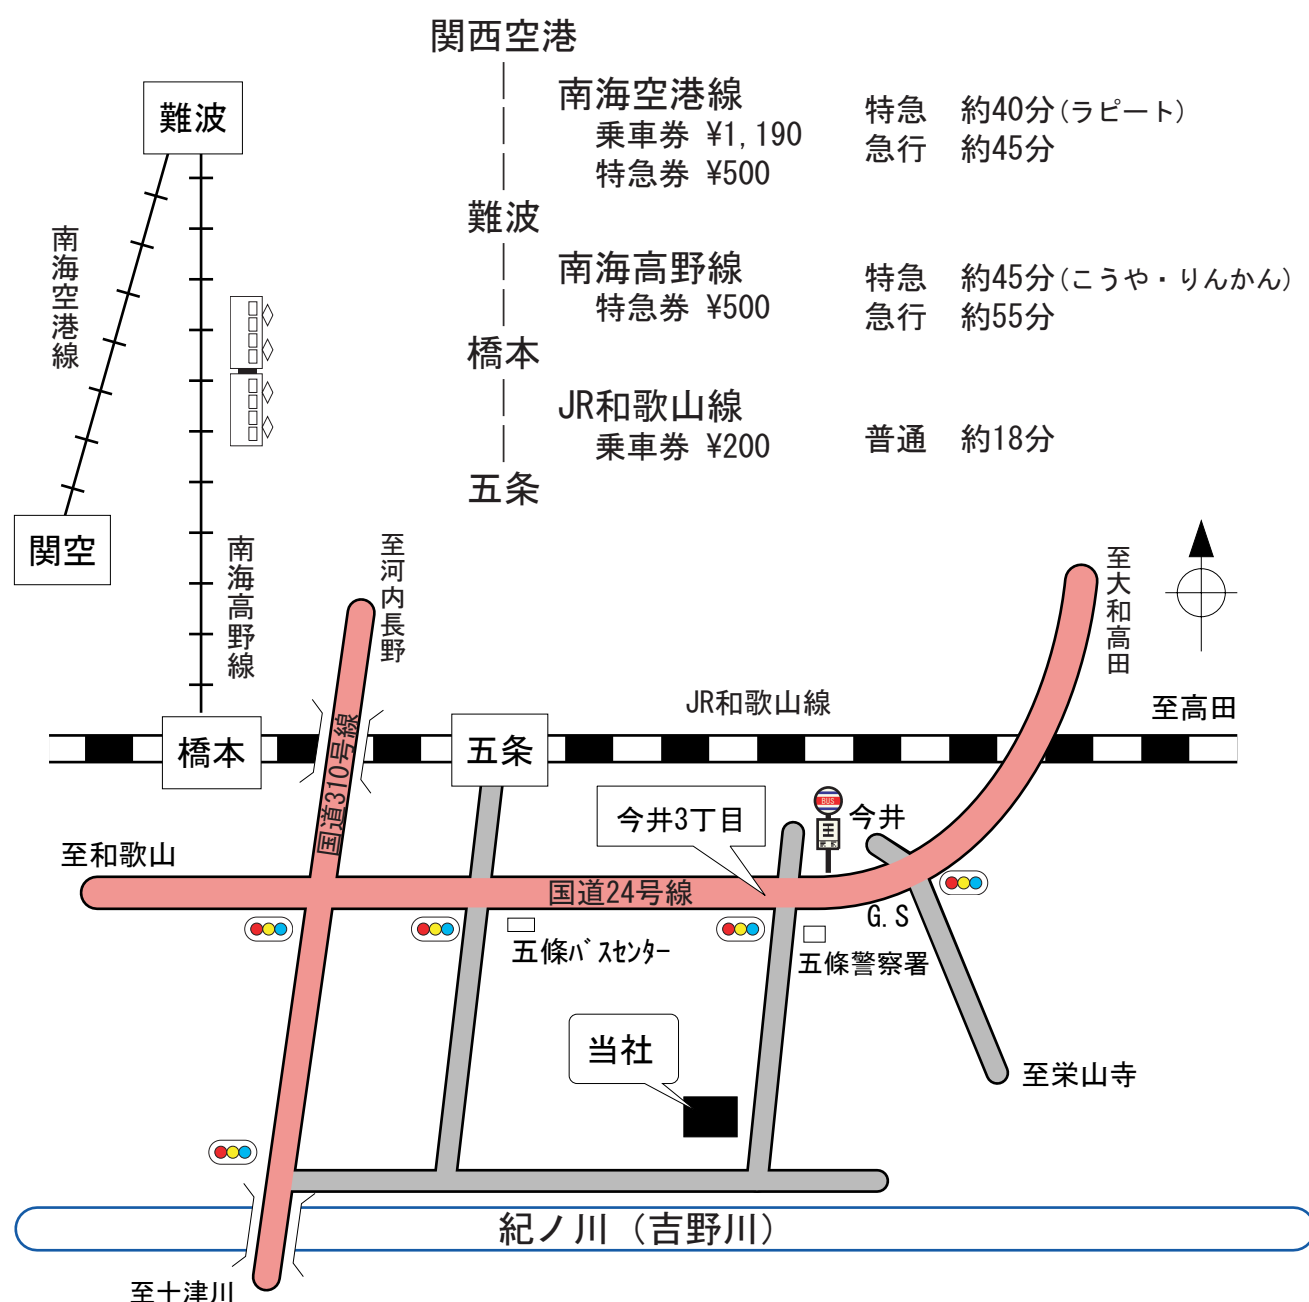 関西空港
南海空港線
乗車券 ¥1,190
特急券 ¥500
特急 約40分(ラピート)
急行 約45分
難波
南海高野線
特急券 ¥500
特急 約45分(こうや・りんかん)
急行 約55分
橋本
JR和歌山線
乗車券 ¥200
普通 約18分
五条
難波
南海空港線
関空
南海高野線
至河内長野
至大和高田
JR和歌山線
至高田
橋本
五条
国道310号線
今井3丁目
BUS
今井
至和歌山
国道24号線
G.S
五條バスセンター
五條警察署
当社
至栄山寺
紀ノ川（吉野川）
至十津川